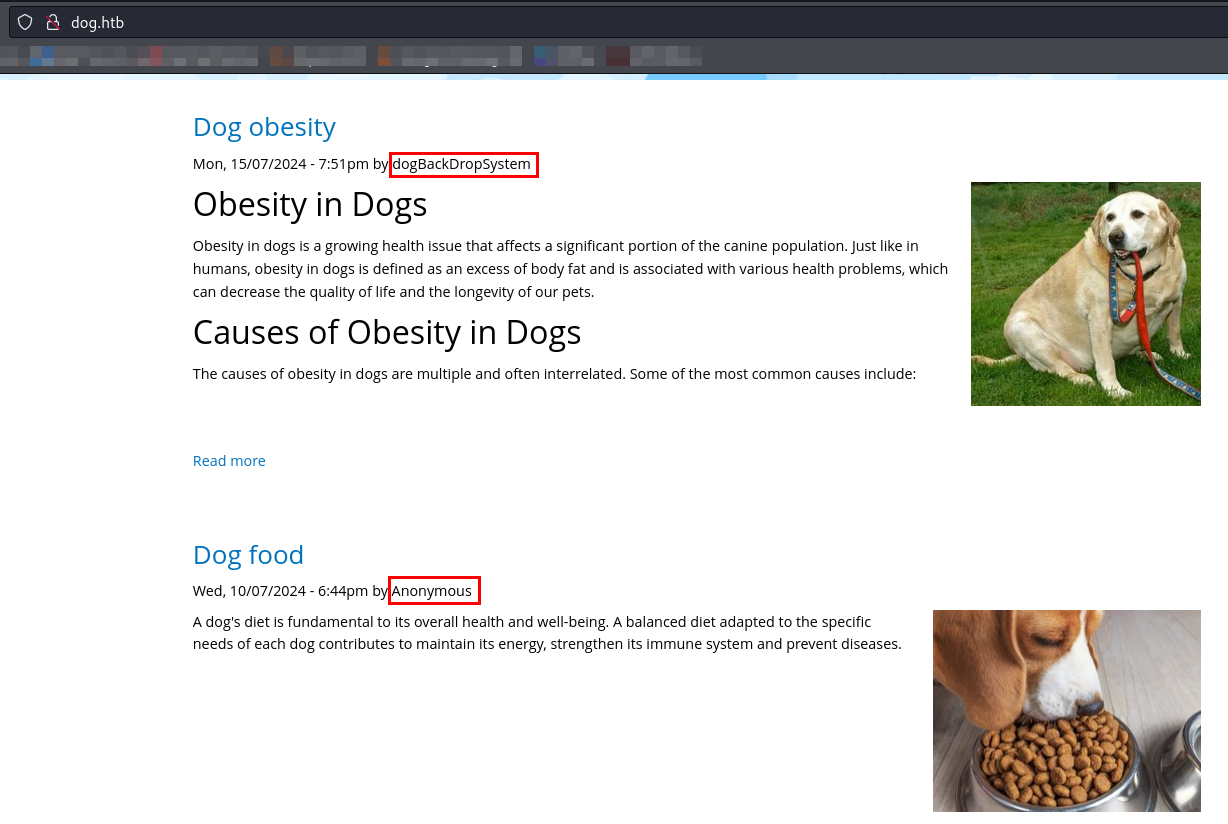 dog.htb
Dog obesity
Mon, 15/07/2024 - 7:51pm by dogBackDropSystem
Obesity in Dogs
Obesity in dogs is a growing health issue that affects a significant portion of the canine population. Just like in
humans, obesity in dogs is defined as an excess of body fat and is associated with various health problems, which
can decrease the quality of life and the longevity of our pets.
Causes of Obesity in Dogs
The causes of obesity in dogs are multiple and often interrelated. Some of the most common causes include:
Read more
Dog food
Wed, 10/07/2024 - 6:44pm by Anonymous
A dog's diet is fundamental to its overall health and well-being. A balanced diet adapted to the specific
needs of each dog contributes to maintain its energy, strengthen its immune system and prevent diseases.